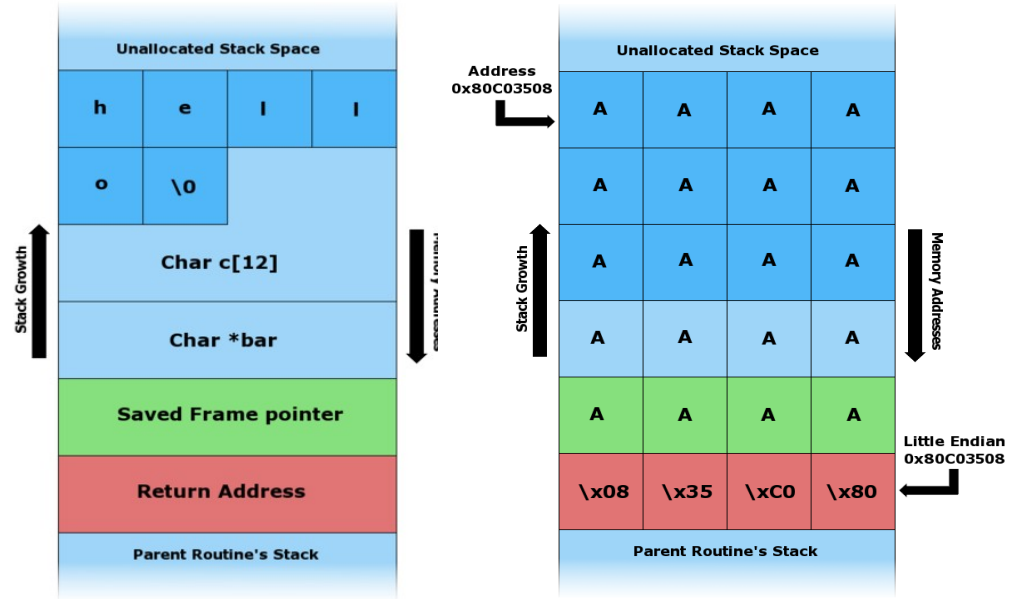 Unallocated Stack Space
h e l l
o \0
Char c[12]
Char *bar
Saved Frame pointer
Return Address
Parent Routine's Stack
Stack Growth
Memory Addresses
Unallocated Stack Space
Address
0x80C03508
A A A A
A A A A
A A A A
A A A A
A A A A
\x08 \x35 \xC0 \x80
Parent Routine's Stack
Stack Growth
Memory Addresses
Little Endian
0x80C03508